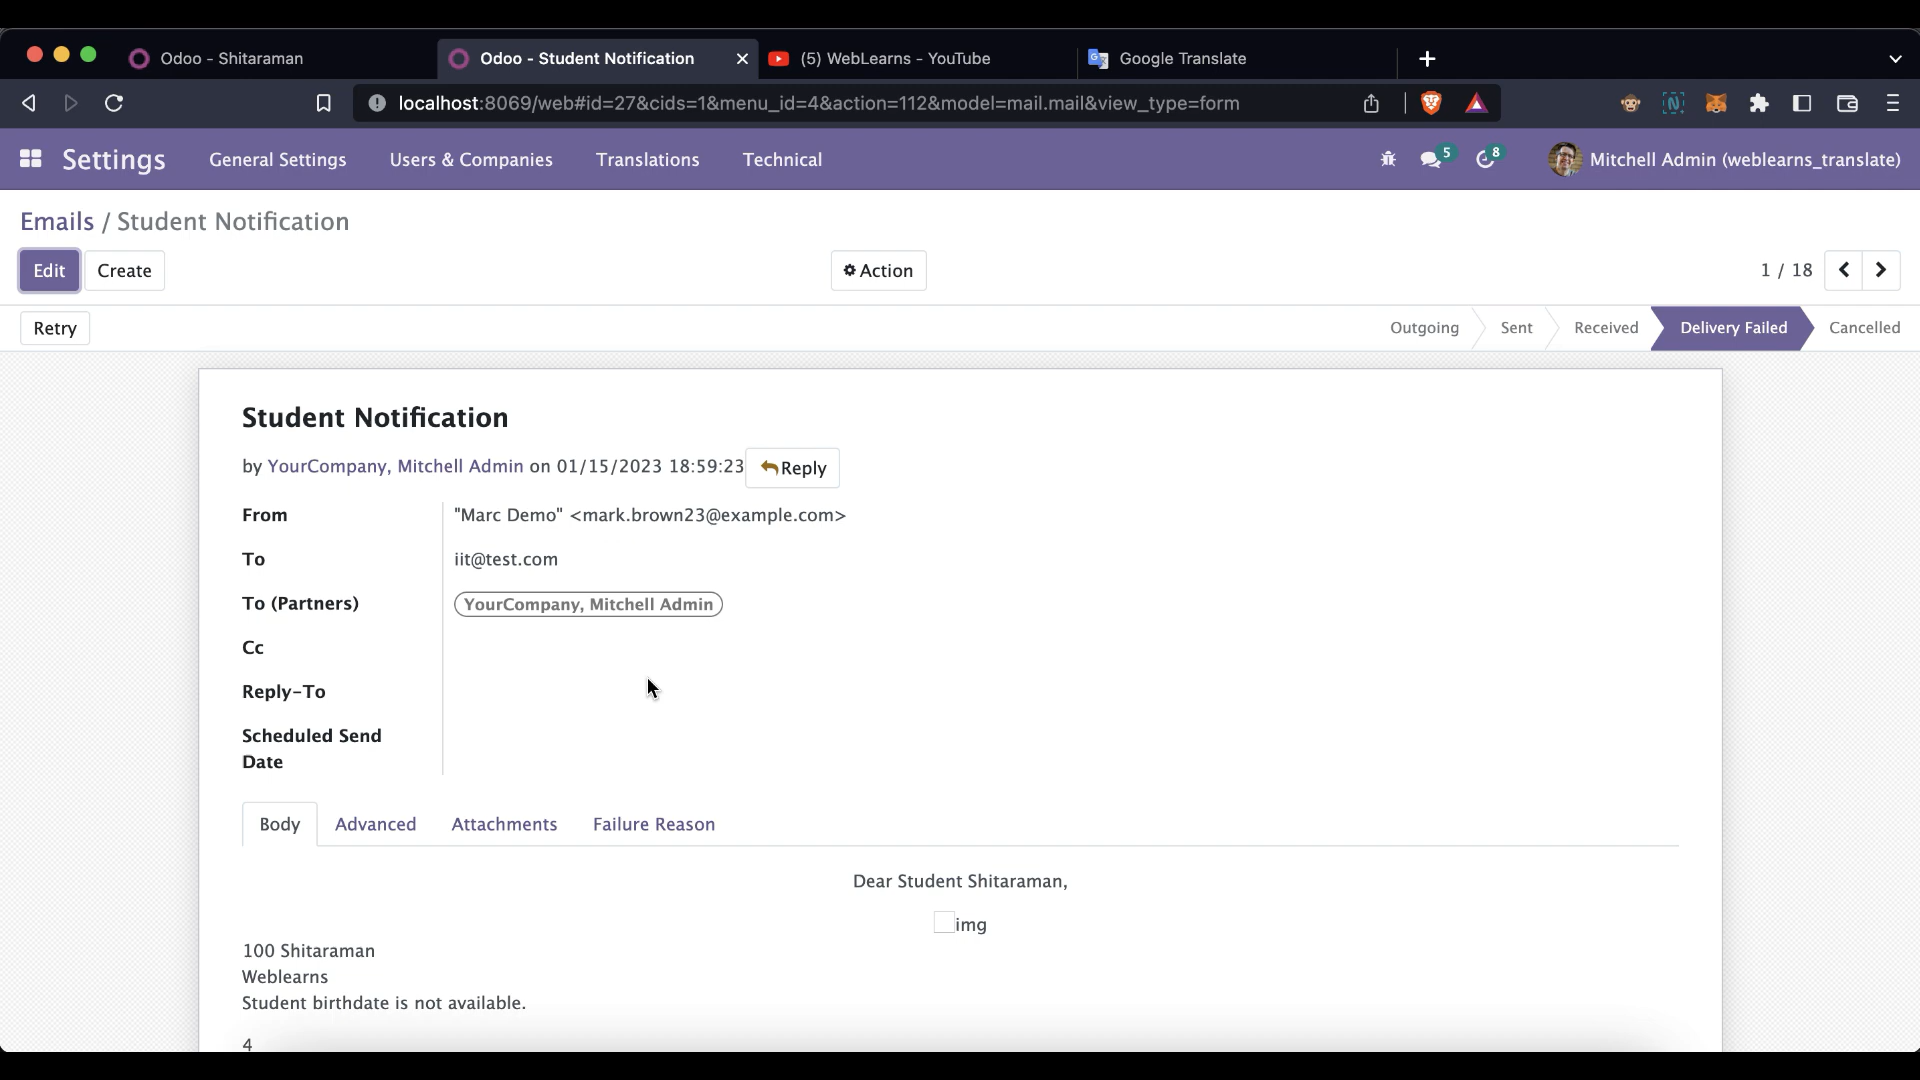 Odoo - Shitaraman
Odoo - Student Notification
(5) WebLearns - YouTube
Google Translate
localhost:8069/web#id=27&cids=1&menu_id=4&action=112&model=mail.mail&view_type=form
Settings
General Settings
Users & Companies
Translations
Technical
5
8
Mitchell Admin (weblearns_translate)
Emails / Student Notification
Edit
Create
Action
1 / 18
Retry
Outgoing
Sent
Received
Delivery Failed
Cancelled
Student Notification
by YourCompany, Mitchell Admin on 01/15/2023 18:59:23
Reply
From
"Marc Demo" <mark.brown23@example.com>
To
iit@test.com
To (Partners)
YourCompany, Mitchell Admin
Cc
Reply-To
Scheduled Send
Date
Body
Advanced
Attachments
Failure Reason
Dear Student Shitaraman,
img
100 Shitaraman
Weblearns
Student birthdate is not available.
4